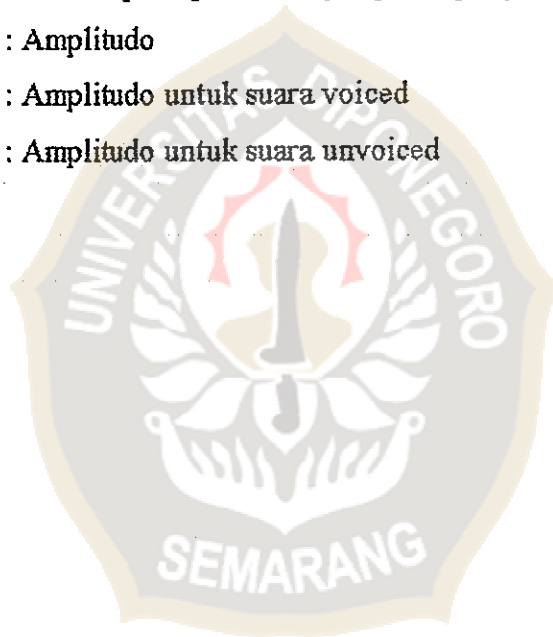 : Amplitudo
: Amplitudo untuk suara voiced
: Amplitudo untuk suara unvoiced
UNIVERSITAS DIPONEGORO
SEMARANG